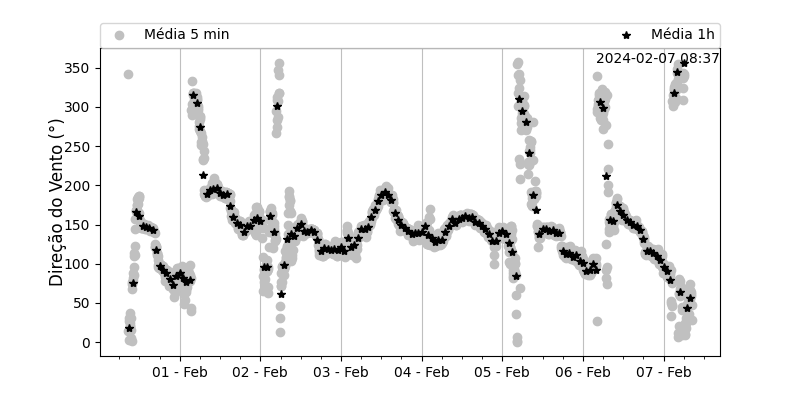 Média 5 min
Média 1h
2024-02-07 08:37
Direção do Vento (°)
350
300
250
200
150
100
50
0
01 - Feb
02 - Feb
03 - Feb
04 - Feb
05 - Feb
06 - Feb
07 - Feb